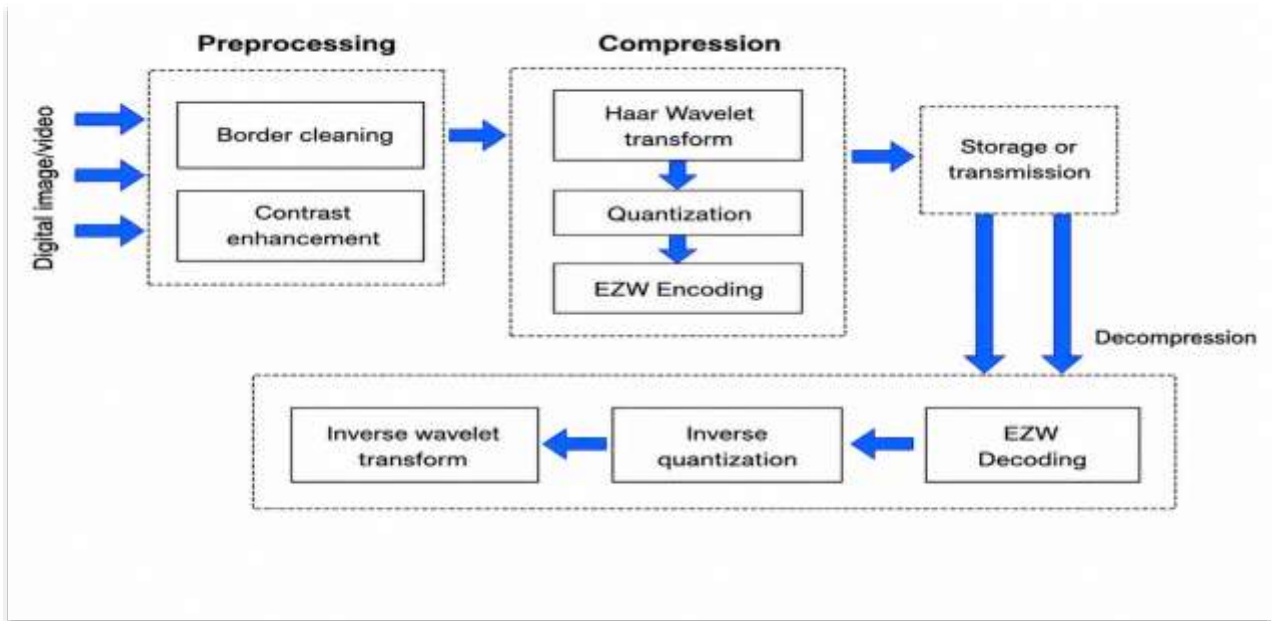 Preprocessing
Compression
Digital image/video
Border cleaning
Contrast
enhancement
Haar Wavelet
transform
Quantization
EZW Encoding
Storage or
transmission
Decompression
Inverse wavelet
transform
Inverse
quantization
EZW
Decoding